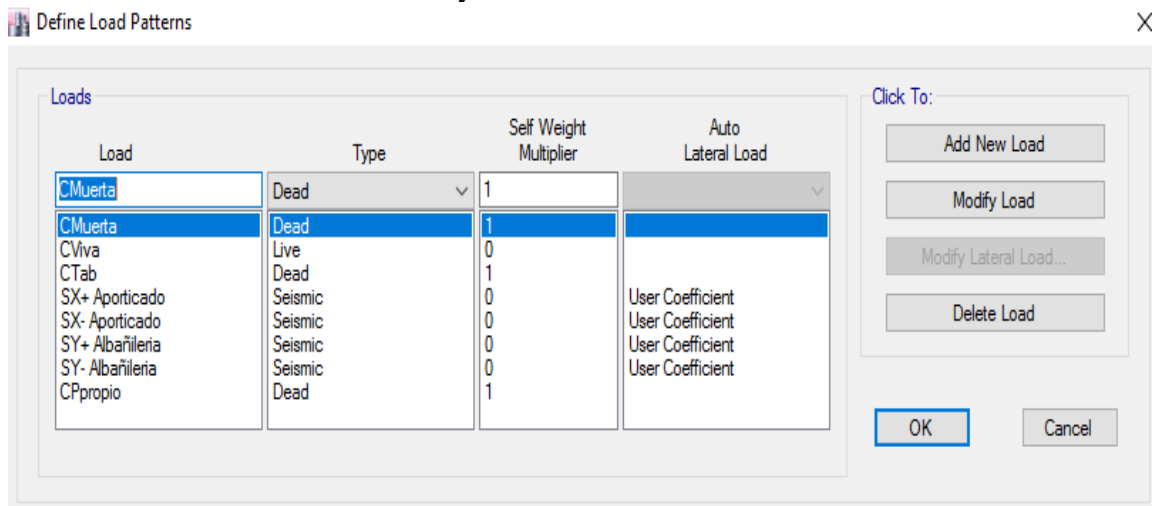 Define Load Patterns
Loads
Click To:
Load Type Self Weight Multiplier Auto Lateral Load
CMuerta Dead 1
CMuerta Dead 1
CViva Live 0
CTab Dead 1
SX+ Aporticado Seismic 0 User Coefficient
SX- Aporticado Seismic 0 User Coefficient
SY+ Albañileria Seismic 0 User Coefficient
SY- Albañileria Seismic 0 User Coefficient
CPpropio Dead 1
Add New Load
Modify Load
Modify Lateral Load...
Delete Load
OK
Cancel